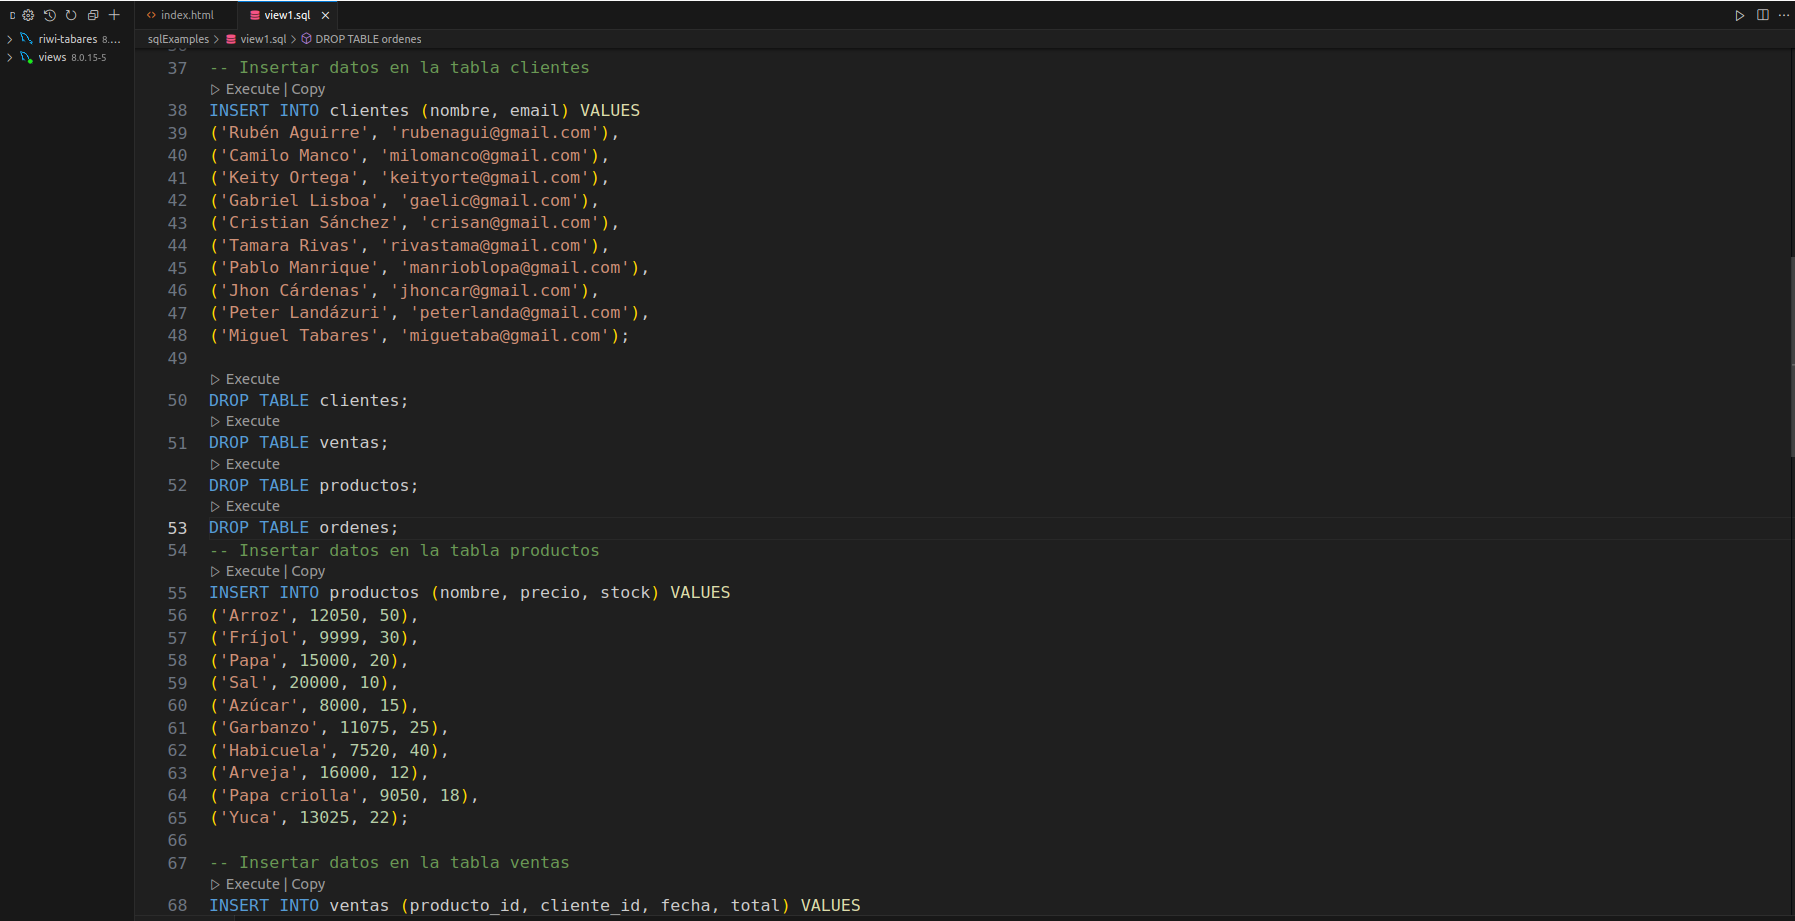 index.html
view1.sql
riwi-tabares 8....
views 8.0.15-5
sqlExamples > view1.sql > DROP TABLE ordenes
37 -- Insertar datos en la tabla clientes
Execute | Copy
38 INSERT INTO clientes (nombre, email) VALUES
39 ('Rubén Aguirre', 'rubenagui@gmail.com'),
40 ('Camilo Manco', 'milomanco@gmail.com'),
41 ('Keity Ortega', 'keityorte@gmail.com'),
42 ('Gabriel Lisboa', 'gaelic@gmail.com'),
43 ('Cristian Sánchez', 'crisan@gmail.com'),
44 ('Tamara Rivas', 'rivastama@gmail.com'),
45 ('Pablo Manrique', 'manrioblopa@gmail.com'),
46 ('Jhon Cárdenas', 'jhoncar@gmail.com'),
47 ('Peter Landázuri', 'peterlanda@gmail.com'),
48 ('Miguel Tabares', 'miguetaba@gmail.com');
49
Execute
50 DROP TABLE clientes;
Execute
51 DROP TABLE ventas;
Execute
52 DROP TABLE productos;
Execute
53 DROP TABLE ordenes;
54 -- Insertar datos en la tabla productos
Execute | Copy
55 INSERT INTO productos (nombre, precio, stock) VALUES
56 ('Arroz', 12050, 50),
57 ('Fríjol', 9999, 30),
58 ('Papa', 15000, 20),
59 ('Sal', 20000, 10),
60 ('Azúcar', 8000, 15),
61 ('Garbanzo', 11075, 25),
62 ('Habicuela', 7520, 40),
63 ('Arveja', 16000, 12),
64 ('Papa criolla', 9050, 18),
65 ('Yuca', 13025, 22);
66
67 -- Insertar datos en la tabla ventas
Execute | Copy
68 INSERT INTO ventas (producto_id, cliente_id, fecha, total) VALUES